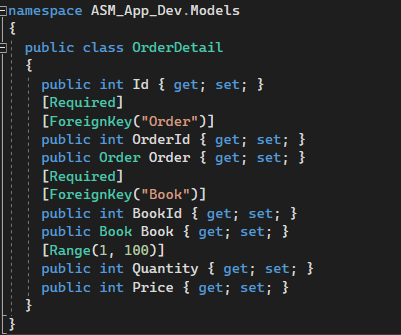 namespace ASM_App_Dev.Models
{
  public class OrderDetail
  {
    public int Id { get; set; }
    [Required]
    [ForeignKey("Order")]
    public int OrderId { get; set; }
    public Order Order { get; set; }
    [Required]
    [ForeignKey("Book")]
    public int BookId { get; set; }
    public Book Book { get; set; }
    [Range(1, 100)]
    public int Quantity { get; set; }
    public int Price { get; set; }
  }
}